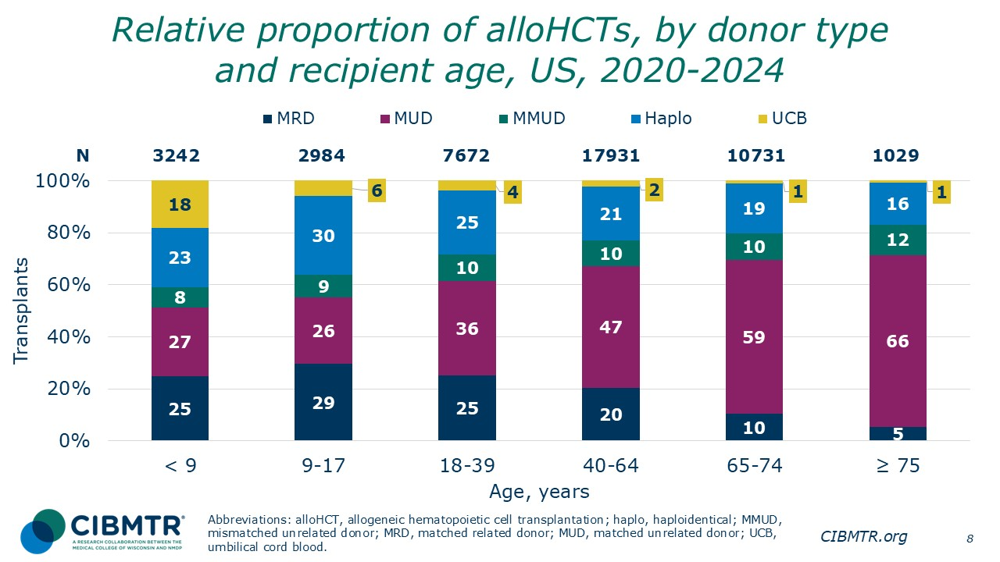 Relative proportion of alloHCTs, by donor type
and recipient age, US, 2020-2024
MRD MUD MMUD Haplo UCB
N 3242 2984 7672 17931 10731 1029
100%
80%
60%
40%
20%
0%
Transplants
18
23
8
27
25
6
30
9
26
29
4
25
10
36
25
2
21
10
47
20
1
19
10
59
10
1
16
12
66
5
< 9 9-17 18-39 40-64 65-74 ≥ 75
Age, years
CIBMTR®
A RESEARCH COLLABORATION BETWEEN THE
MEDICAL COLLEGE OF WISCONSIN AND NMDP
Abbreviations: alloHCT, allogeneic hematopoietic cell transplantation; haplo, haploidentical; MMUD,
mismatched unrelated donor; MRD, matched related donor; MUD, matched unrelated donor; UCB,
umbilical cord blood.
CIBMTR.org
8